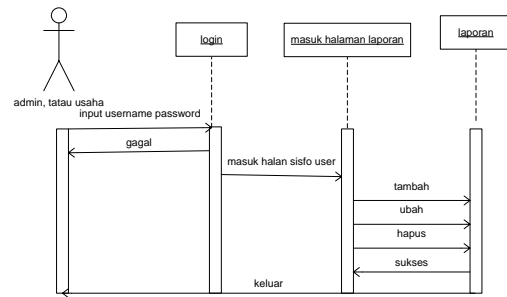 login
masuk halaman laporan
laporan
admin, tatau usaha
input username password
gagal
masuk halan sisfo user
tambah
ubah
hapus
sukses
keluar